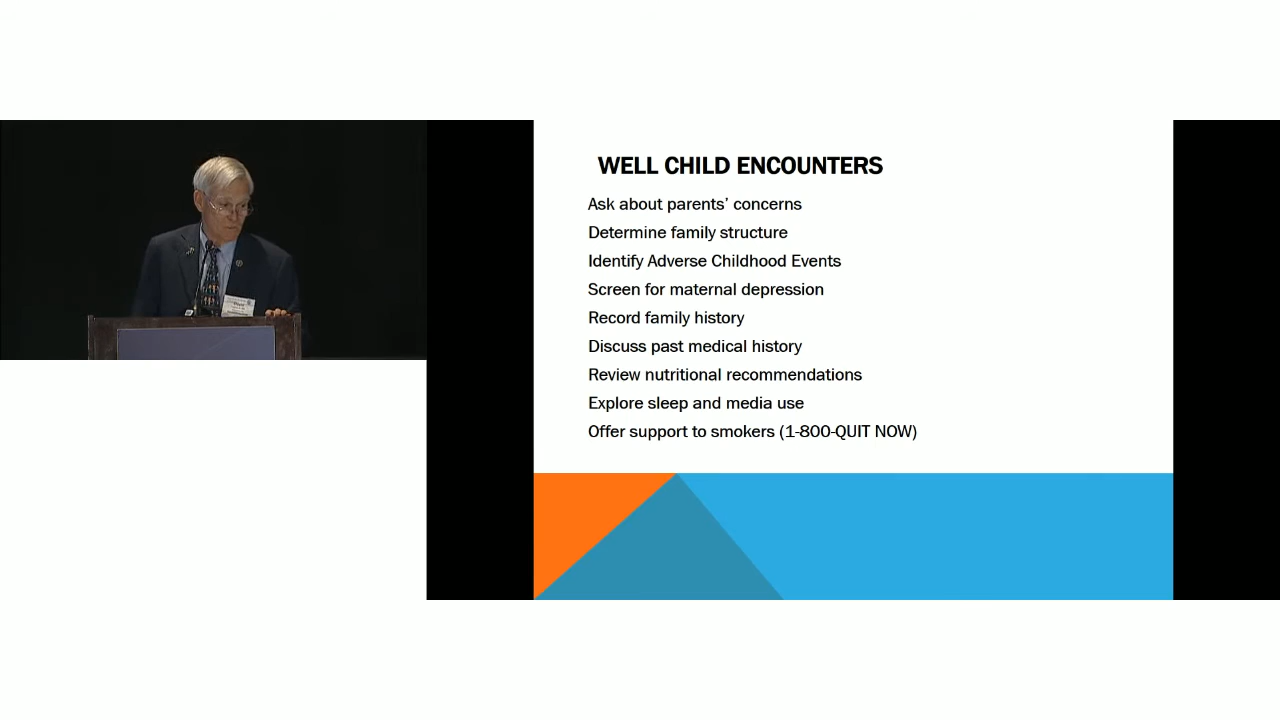 WELL CHILD ENCOUNTERS
Ask about parents’ concerns
Determine family structure
Identify Adverse Childhood Events
Screen for maternal depression
Record family history
Discuss past medical history
Review nutritional recommendations
Explore sleep and media use
Offer support to smokers (1-800-QUIT NOW)